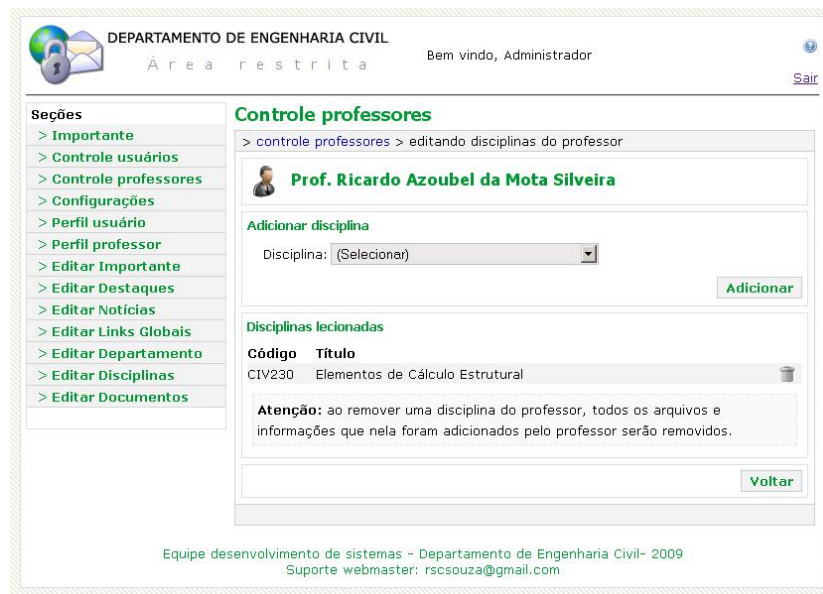 DEPARTAMENTO DE ENGENHARIA CIVIL
Área restrita
Bem vindo, Administrador
Sair
Seções
> Importante
> Controle usuários
> Controle professores
> Configurações
> Perfil usuário
> Perfil professor
> Editar Importante
> Editar Destaques
> Editar Notícias
> Editar Links Globais
> Editar Departamento
> Editar Disciplinas
> Editar Documentos
Controle professores
> controle professores > editando disciplinas do professor
Prof. Ricardo Azoubel da Mota Silveira
Adicionar disciplina
Disciplina: (Selecionar)
Adicionar
Disciplinas lecionadas
Código Título
CIV230 Elementos de Cálculo Estrutural
Atenção: ao remover uma disciplina do professor, todos os arquivos e
informações que nela foram adicionados pelo professor serão removidos.
Voltar
Equipe desenvolvimento de sistemas - Departamento de Engenharia Civil- 2009
Suporte webmaster: rscsouza@gmail.com